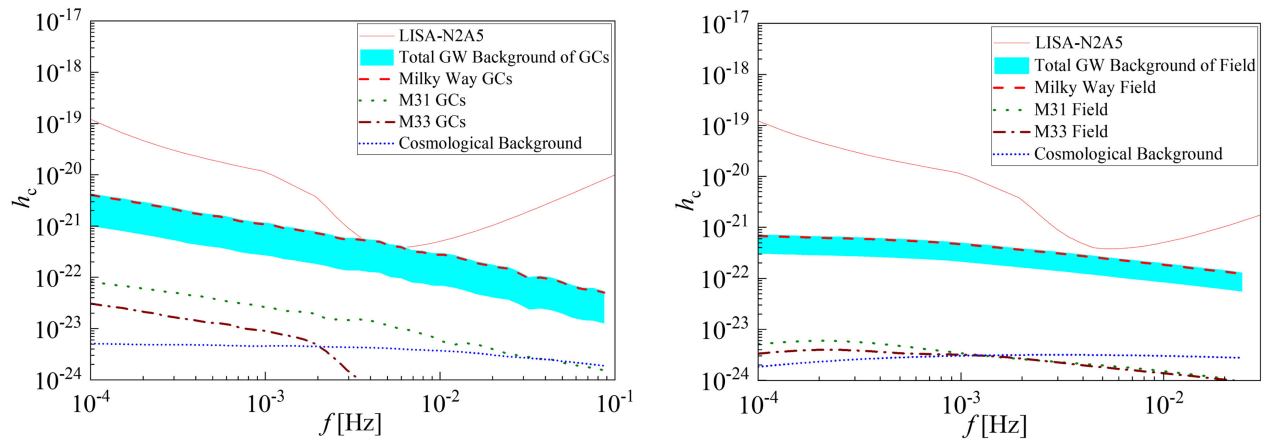 10⁻¹⁷
10⁻¹⁸
10⁻¹⁹
10⁻²⁰
10⁻²¹
10⁻²²
10⁻²³
10⁻²⁴
h_c
LISA-N2A5
Total GW Background of GCs
Milky Way GCs
M31 GCs
M33 GCs
Cosmological Background
10⁻⁴ 10⁻³ 10⁻² 10⁻¹
f [Hz]
10⁻¹⁷
10⁻¹⁸
10⁻¹⁹
10⁻²⁰
10⁻²¹
10⁻²²
10⁻²³
10⁻²⁴
h_c
LISA-N2A5
Total GW Background of Field
Milky Way Field
M31 Field
M33 Field
Cosmological Background
10⁻⁴ 10⁻³ 10⁻²
f [Hz]